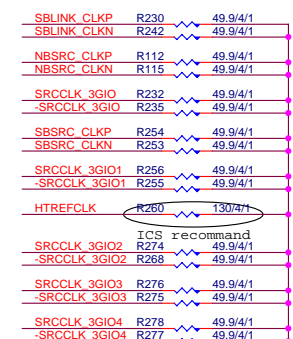 SBLINK_CLKP R230 49.9/4/1
SBLINK_CLKN R242 49.9/4/1
NBSRC_CLKP R112 49.9/4/1
NBSRC_CLKN R115 49.9/4/1
SRCCLK_3GIO R232 49.9/4/1
-SRCCLK_3GIO R235 49.9/4/1
SBSRC_CLKP R254 49.9/4/1
SBSRC_CLKN R253 49.9/4/1
SRCCLK_3GIO1 R256 49.9/4/1
-SRCCLK_3GIO1 R255 49.9/4/1
HTREFCLK R260 130/4/1
ICS recommand
SRCCLK_3GIO2 R274 49.9/4/1
-SRCCLK_3GIO2 R268 49.9/4/1
SRCCLK_3GIO3 R276 49.9/4/1
-SRCCLK_3GIO3 R275 49.9/4/1
SRCCLK_3GIO4 R278 49.9/4/1
-SRCCLK_3GIO4 R277 49.9/4/1